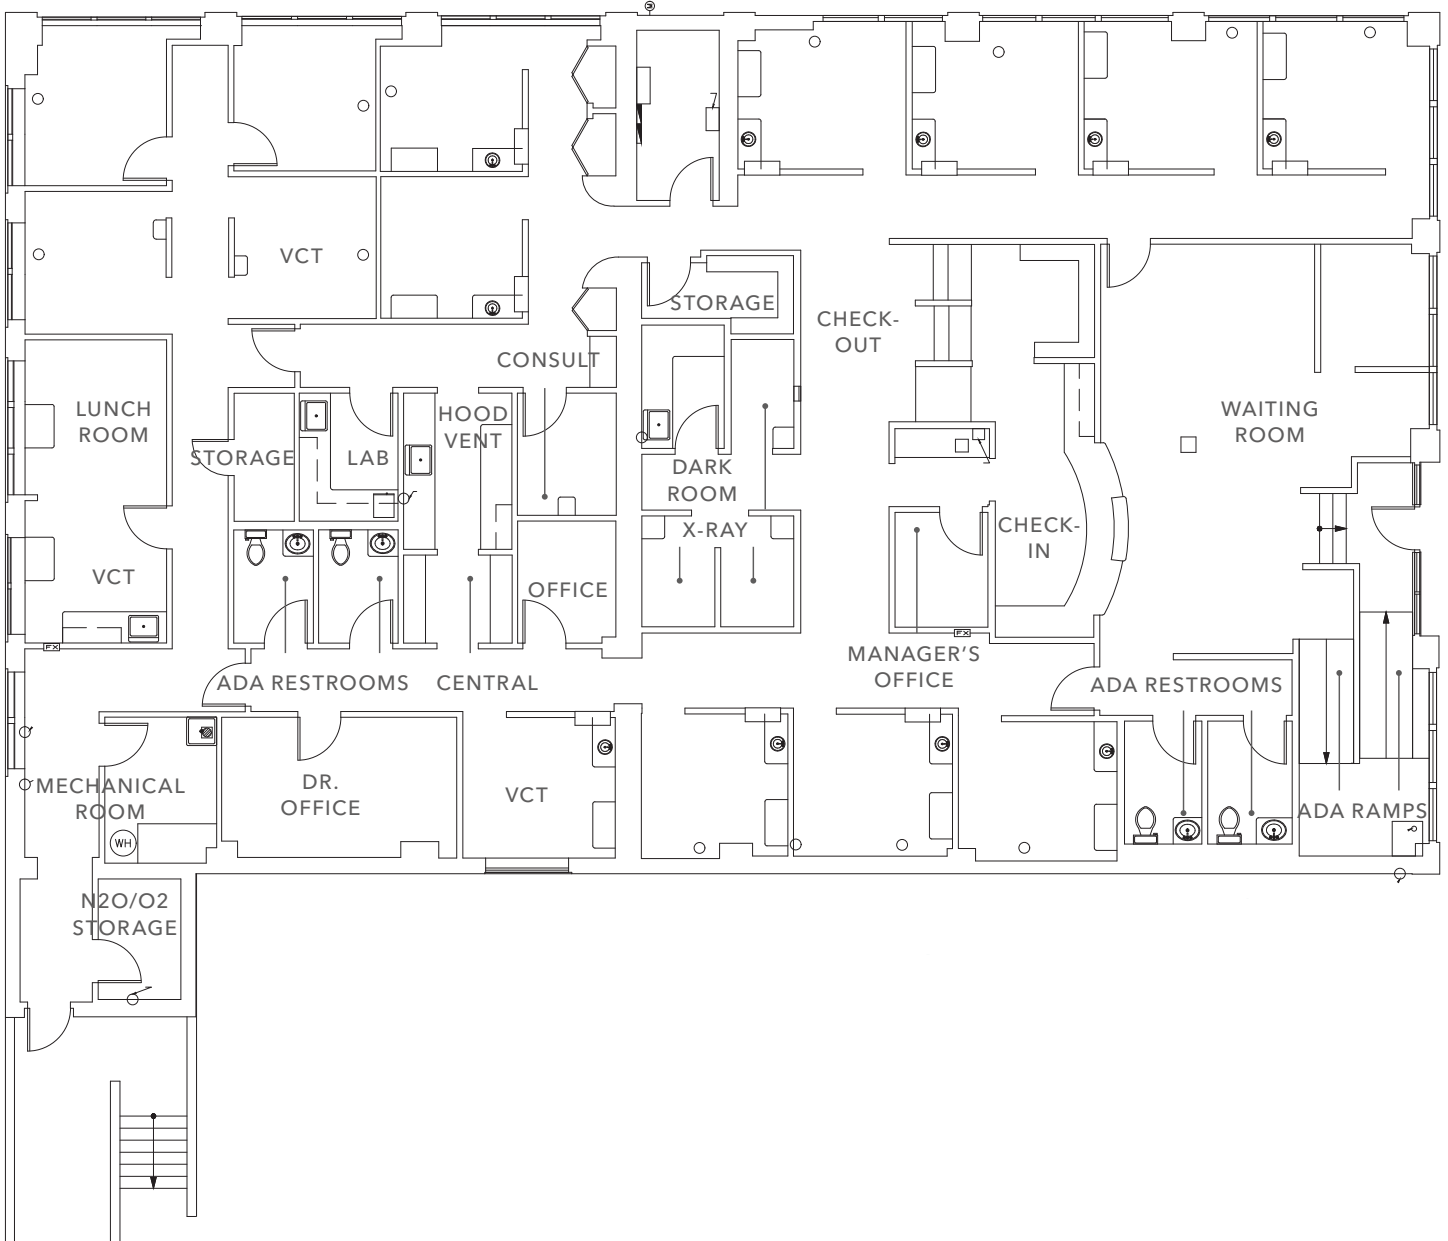 VCT
STORAGE
CHECK-
OUT
CONSULT
LUNCH
ROOM
HOOD
VENT
WAITING
ROOM
STORAGE
LAB
DARK
ROOM
X-RAY
CHECK-
IN
VCT
OFFICE
FX
FX
MANAGER'S
OFFICE
ADA RESTROOMS
CENTRAL
ADA RESTROOMS
MECHANICAL
ROOM
DR.
OFFICE
VCT
ADA RAMPS
WH
N2O/O2
STORAGE